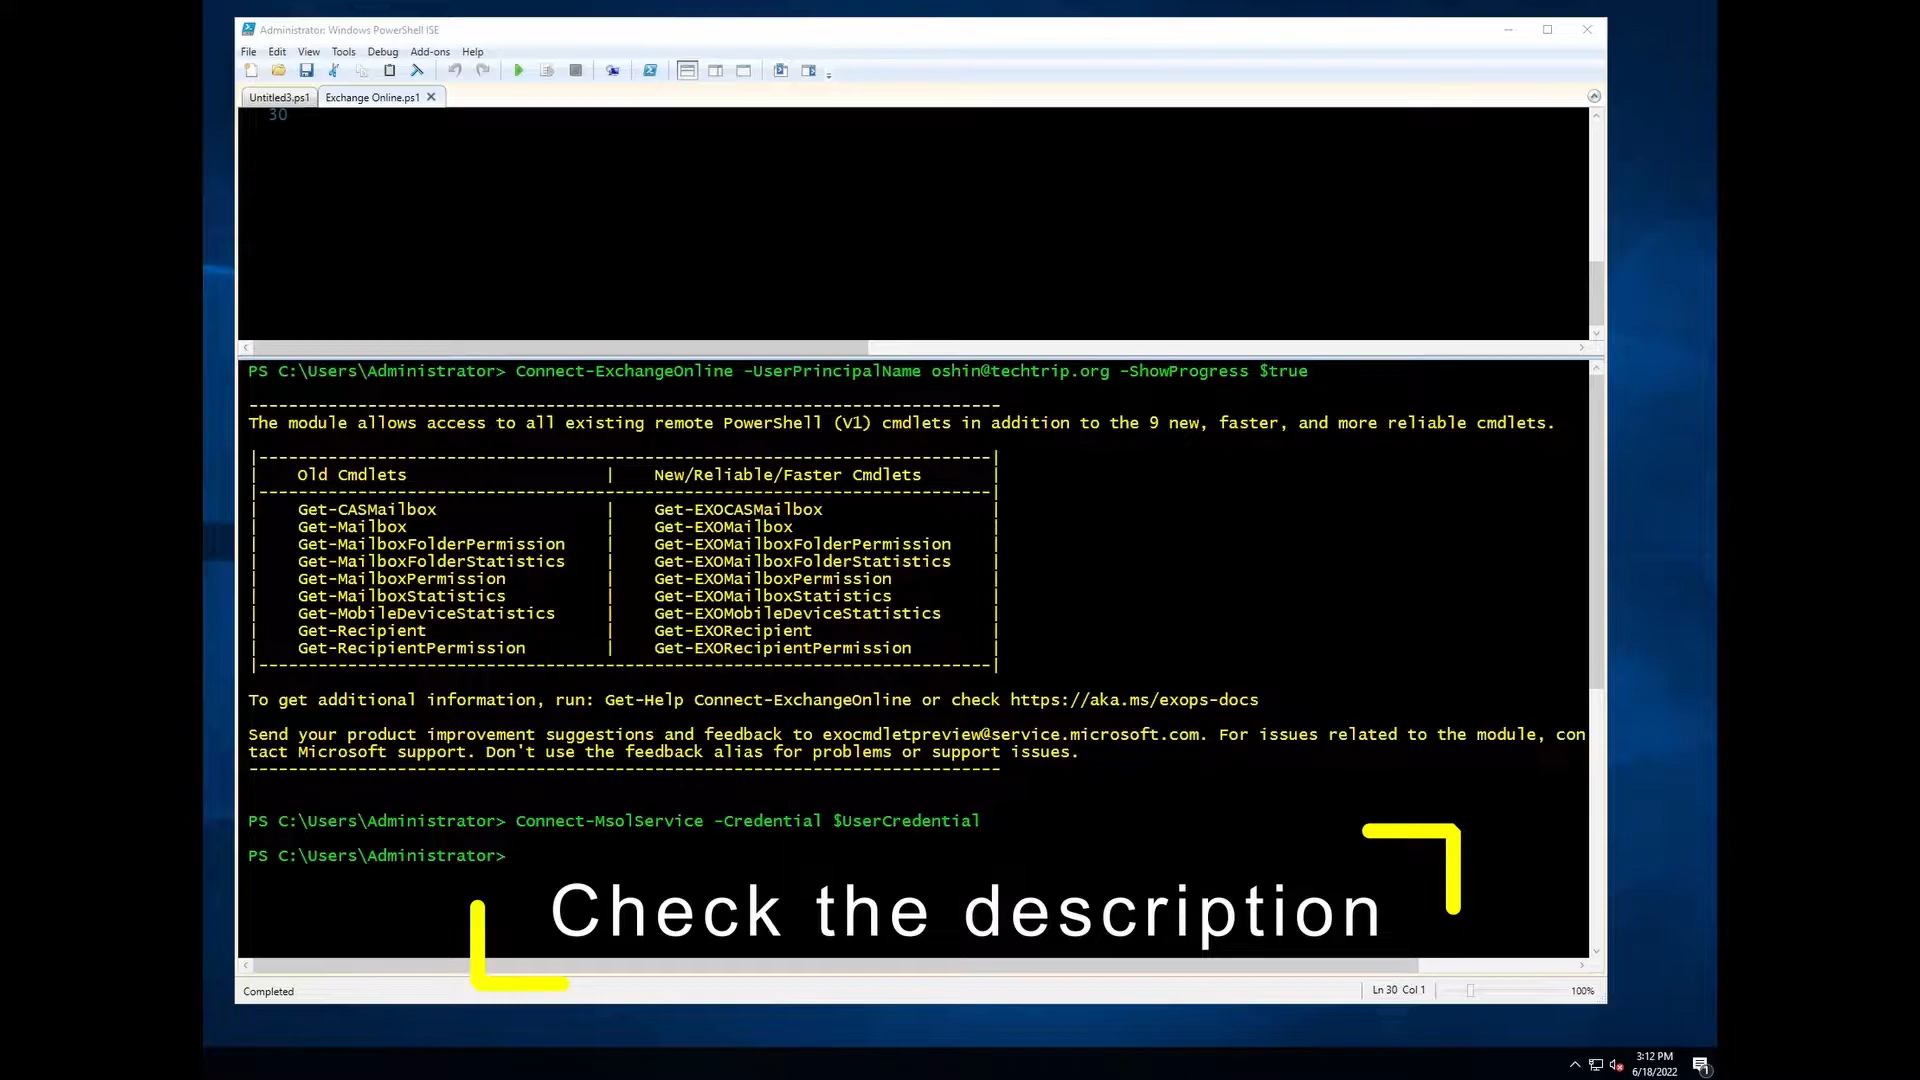 Administrator: Windows PowerShell ISE
File Edit View Tools Debug Add-ons Help
Untitled3.ps1 Exchange Online.ps1
30
PS C:\Users\Administrator> Connect-ExchangeOnline -UserPrincipalName oshin@techtrip.org -ShowProgress $true
----------------------------------------------------------------------------
The module allows access to all existing remote PowerShell (V1) cmdlets in addition to the 9 new, faster, and more reliable cmdlets.
|--------------------------------------------------------------------------|
| Old Cmdlets | New/Reliable/Faster Cmdlets |
|--------------------------------------------------------------------------|
| Get-CASMailbox | Get-EXOCASMailbox |
| Get-Mailbox | Get-EXOMailbox |
| Get-MailboxFolderPermission | Get-EXOMailboxFolderPermission |
| Get-MailboxFolderStatistics | Get-EXOMailboxFolderStatistics |
| Get-MailboxPermission | Get-EXOMailboxPermission |
| Get-MailboxStatistics | Get-EXOMailboxStatistics |
| Get-MobileDeviceStatistics | Get-EXOMobileDeviceStatistics |
| Get-Recipient | Get-EXORecipient |
| Get-RecipientPermission | Get-EXORecipientPermission |
|--------------------------------------------------------------------------|
To get additional information, run: Get-Help Connect-ExchangeOnline or check https://aka.ms/exops-docs
Send your product improvement suggestions and feedback to exocmdletpreview@service.microsoft.com. For issues related to the module, con
tact Microsoft support. Don't use the feedback alias for problems or support issues.
----------------------------------------------------------------------------
PS C:\Users\Administrator> Connect-MsolService -Credential $UserCredential
PS C:\Users\Administrator>
Check the description
Completed Ln 30 Col 1 100%
3:12 PM
6/18/2022
1